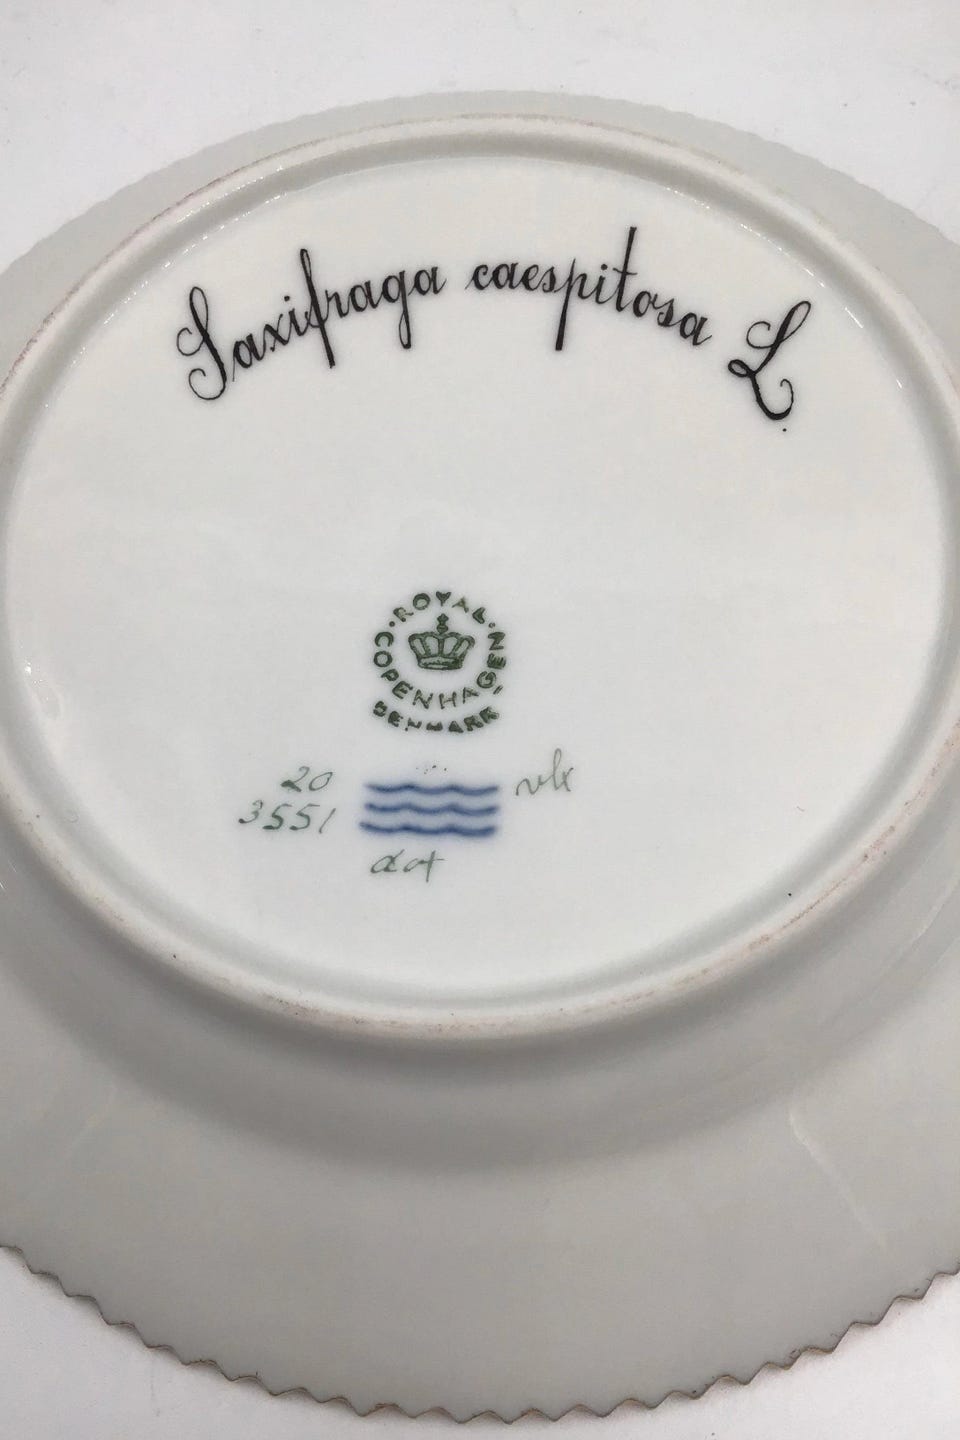 Saxifraga caespitosa L.
ROYAL COPENHAGEN
DENMARK
20
3551